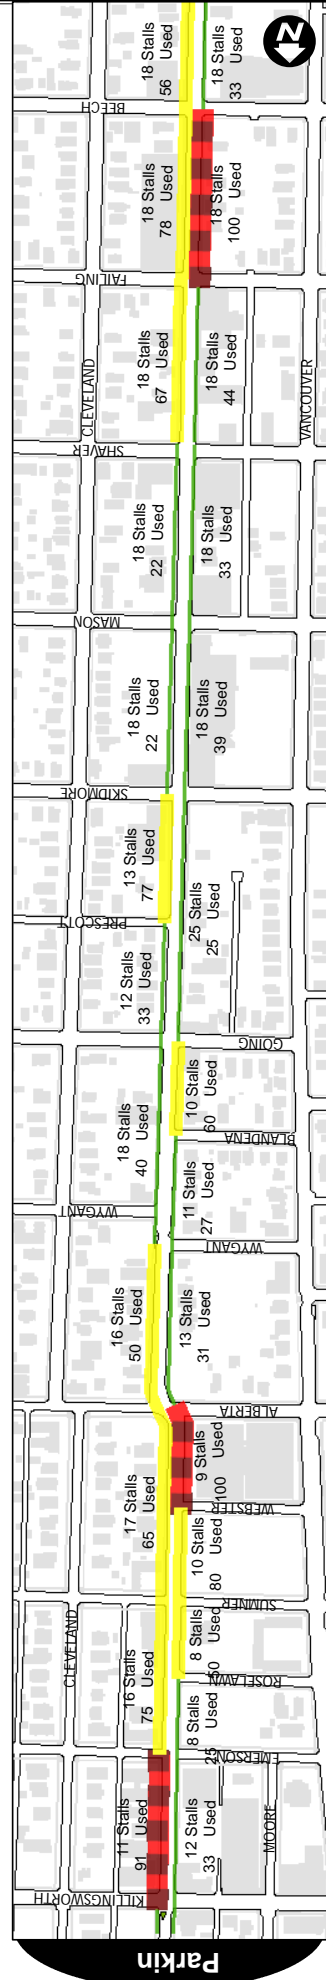 18 Stalls
Used
56
18 Stalls
Used
33
N
BEECH
18 Stalls
Used
78
18 Stalls
Used
100
FAILING
CLEVELAND
18 Stalls
Used
67
18 Stalls
Used
44
VANCOUVER
SHAVER
18 Stalls
Used
22
18 Stalls
Used
33
MASON
18 Stalls
Used
22
18 Stalls
Used
39
SKIDMORE
13 Stalls
Used
77
25 Stalls
Used
25
PRESCOTT
12 Stalls
Used
33
GOING
18 Stalls
Used
40
10 Stalls
Used
60
BLANDENA
11 Stalls
Used
27
WYGANT
WYGANT
16 Stalls
Used
50
13 Stalls
Used
31
ALBERTA
17 Stalls
Used
65
9 Stalls
Used
100
WEBSTER
10 Stalls
Used
80
SUMNER
CLEVELAND
16 Stalls
Used
75
8 Stalls
Used
50
ROSELAWN
8 Stalls
Used
25
EMERSON
11 Stalls
Used
91
12 Stalls
Used
33
MOORE
KILLINGSWORTH
Parkin